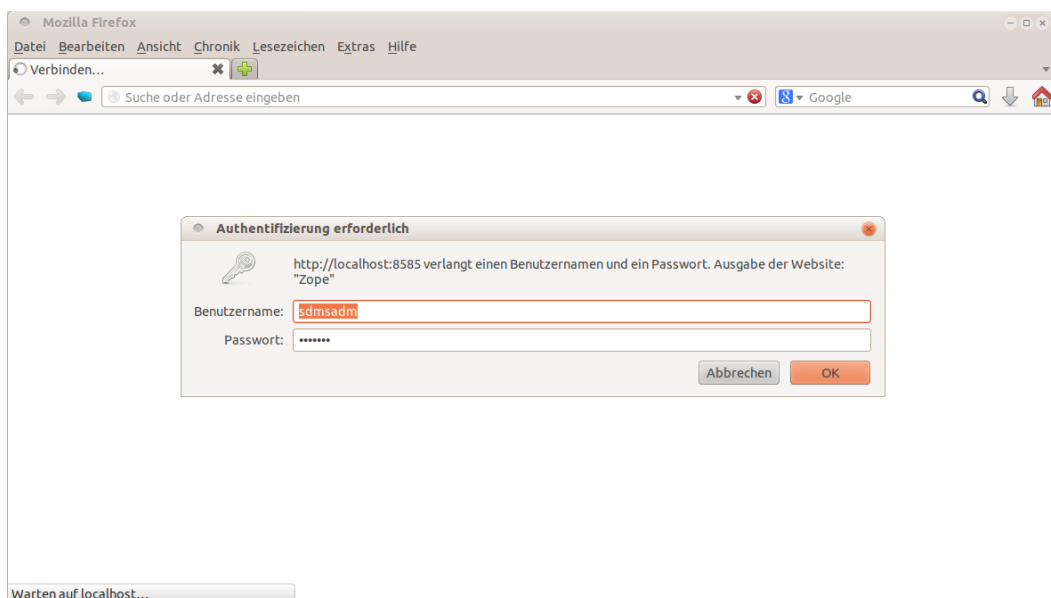 Mozilla Firefox
Datei Bearbeiten Ansicht Chronik Lesezeichen Extras Hilfe
Verbinden...
Suche oder Adresse eingeben
Google
Authentifizierung erforderlich
http://localhost:8585 verlangt einen Benutzernamen und ein Passwort. Ausgabe der Website:
"Zope"
Benutzername: sdmsadm
Passwort: •••••••
Abbrechen OK
Warten auf localhost...